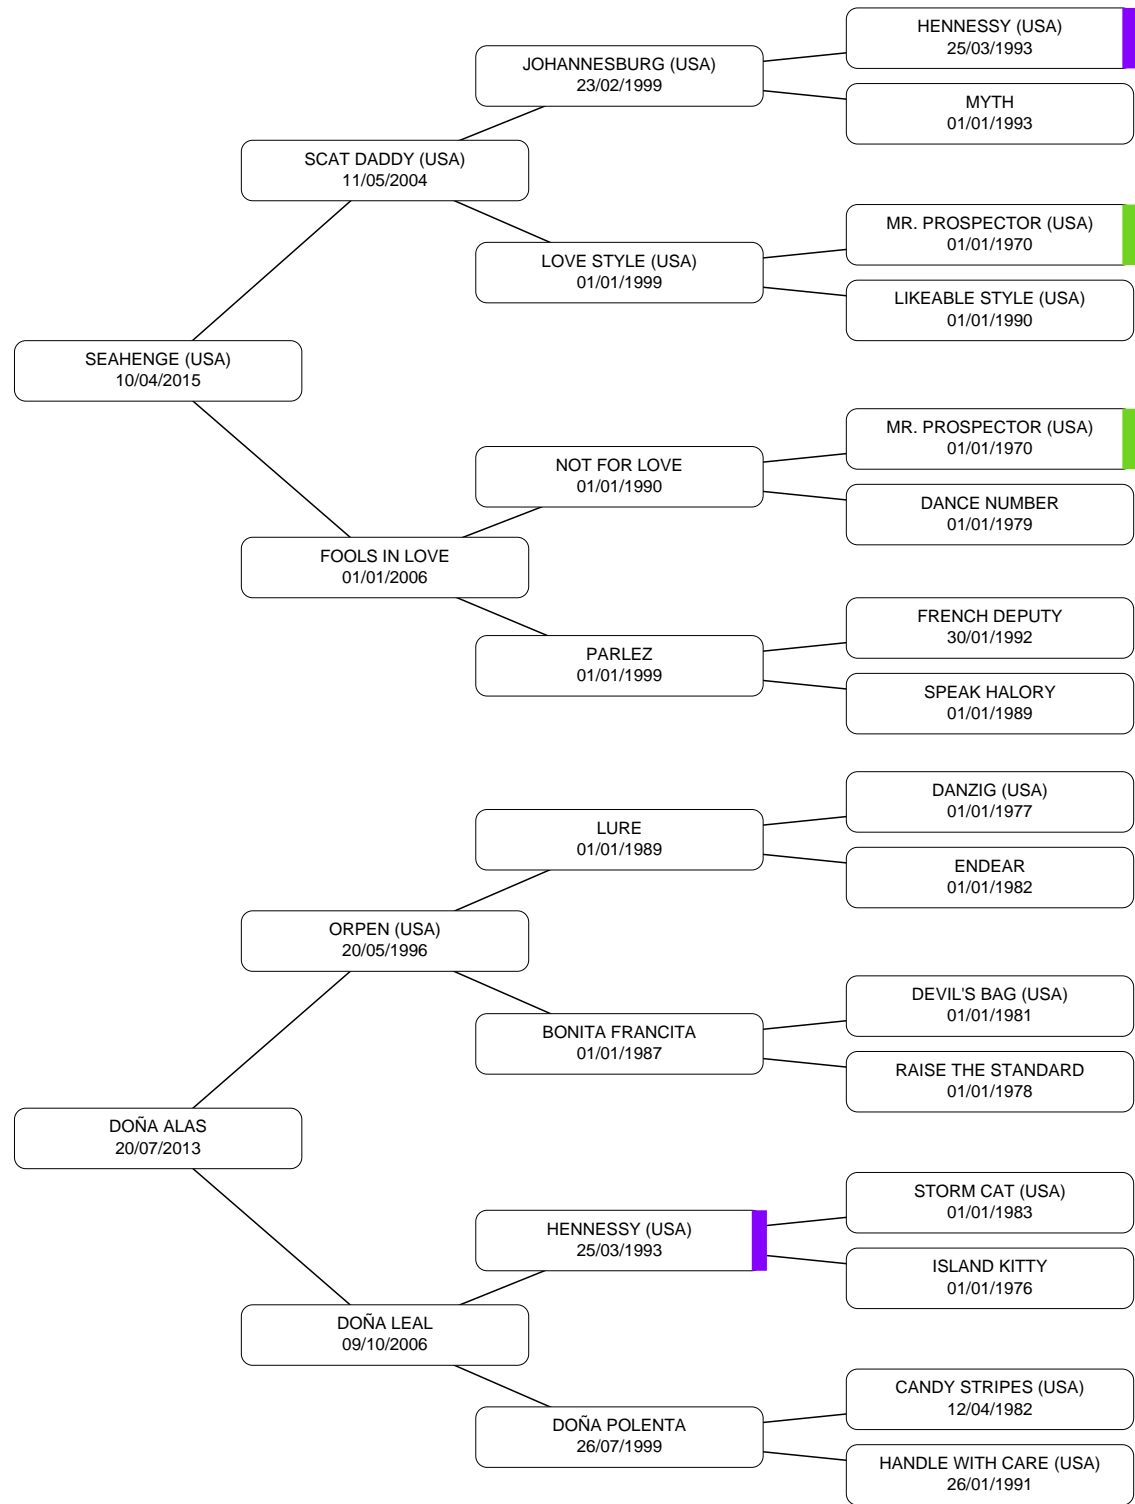 HENNESSY (USA)
25/03/1993
JOHANNESBURG (USA)
23/02/1999
MYTH
01/01/1993
SCAT DADDY (USA)
11/05/2004
MR. PROSPECTOR (USA)
01/01/1970
LOVE STYLE (USA)
01/01/1999
LIKEABLE STYLE (USA)
01/01/1990
SEAHENGE (USA)
10/04/2015
MR. PROSPECTOR (USA)
01/01/1970
NOT FOR LOVE
01/01/1990
DANCE NUMBER
01/01/1979
FOOLS IN LOVE
01/01/2006
FRENCH DEPUTY
30/01/1992
PARLEZ
01/01/1999
SPEAK HALORY
01/01/1989
DANZIG (USA)
01/01/1977
LURE
01/01/1989
ENDEAR
01/01/1982
ORPEN (USA)
20/05/1996
DEVIL'S BAG (USA)
01/01/1981
BONITA FRANCITA
01/01/1987
RAISE THE STANDARD
01/01/1978
DOÑA ALAS
20/07/2013
STORM CAT (USA)
01/01/1983
HENNESSY (USA)
25/03/1993
ISLAND KITTY
01/01/1976
DOÑA LEAL
09/10/2006
CANDY STRIPES (USA)
12/04/1982
DOÑA POLENTA
26/07/1999
HANDLE WITH CARE (USA)
26/01/1991